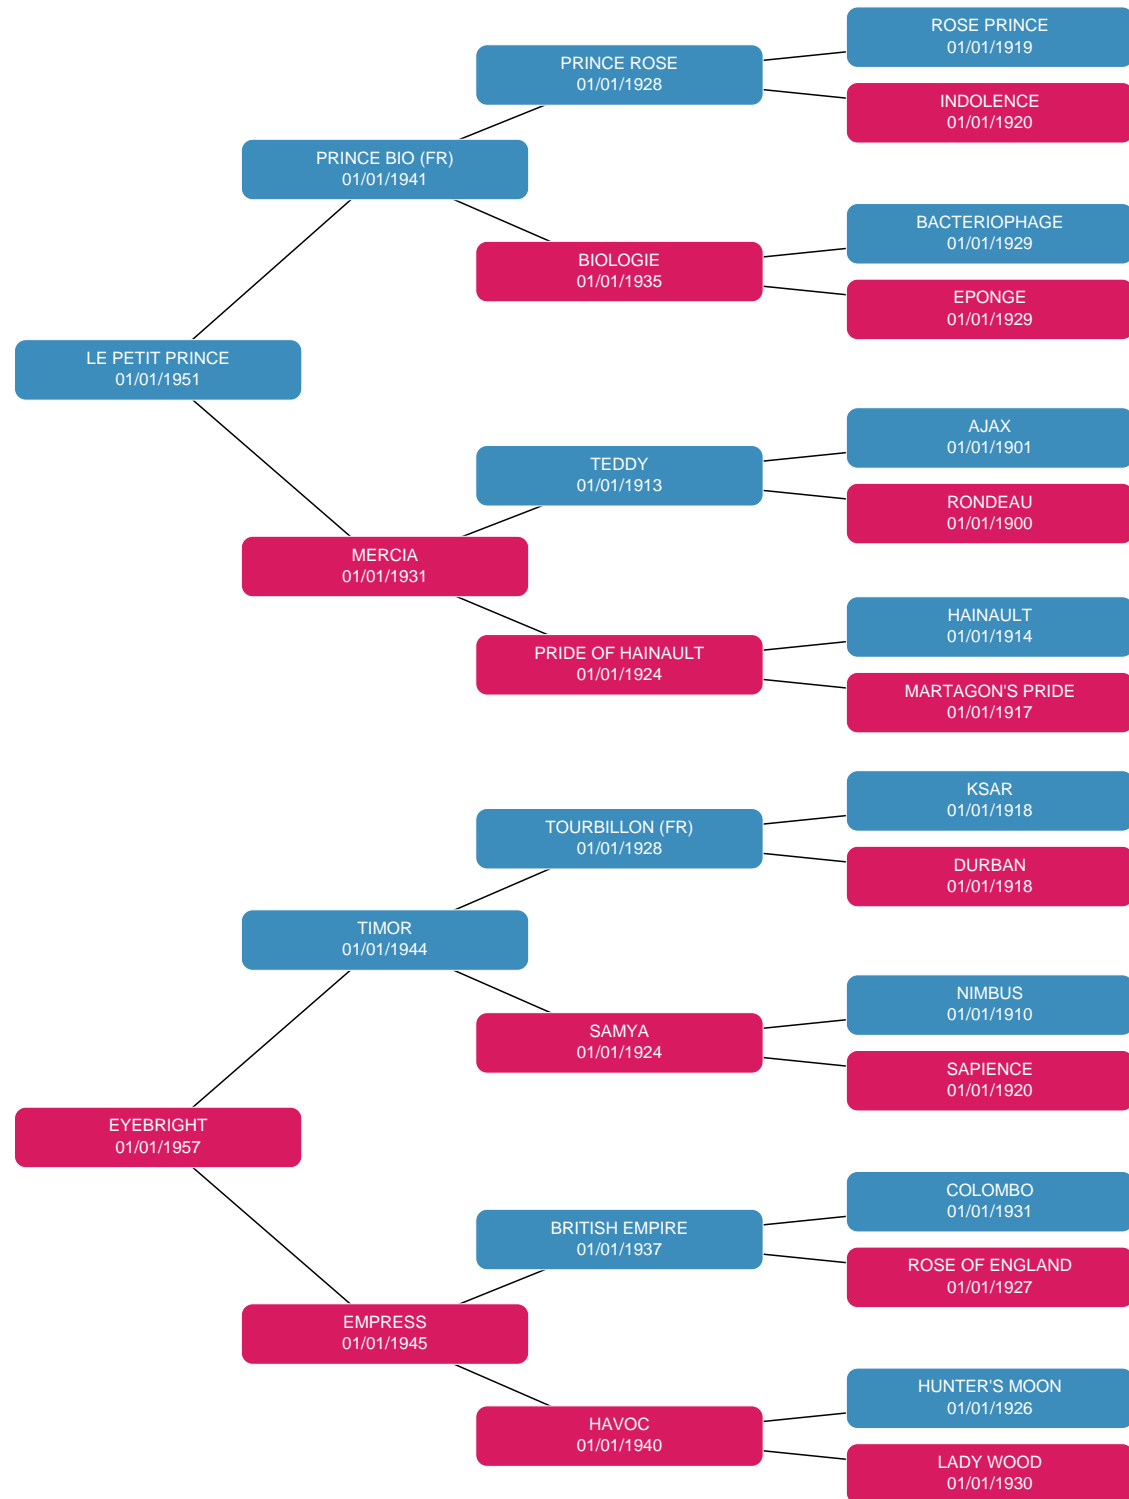 ROSE PRINCE
01/01/1919
PRINCE ROSE
01/01/1928
INDOLENCE
01/01/1920
PRINCE BIO (FR)
01/01/1941
BACTERIOPHAGE
01/01/1929
BIOLOGIE
01/01/1935
EPONGE
01/01/1929
LE PETIT PRINCE
01/01/1951
AJAX
01/01/1901
TEDDY
01/01/1913
RONDEAU
01/01/1900
MERCIA
01/01/1931
HAINAULT
01/01/1914
PRIDE OF HAINAULT
01/01/1924
MARTAGON'S PRIDE
01/01/1917
KSAR
01/01/1918
TOURBILLON (FR)
01/01/1928
DURBAN
01/01/1918
TIMOR
01/01/1944
NIMBUS
01/01/1910
SAMYA
01/01/1924
SAPIENCE
01/01/1920
EYEBRIGHT
01/01/1957
COLOMBO
01/01/1931
BRITISH EMPIRE
01/01/1937
ROSE OF ENGLAND
01/01/1927
EMPRESS
01/01/1945
HUNTER'S MOON
01/01/1926
HAVOC
01/01/1940
LADY WOOD
01/01/1930